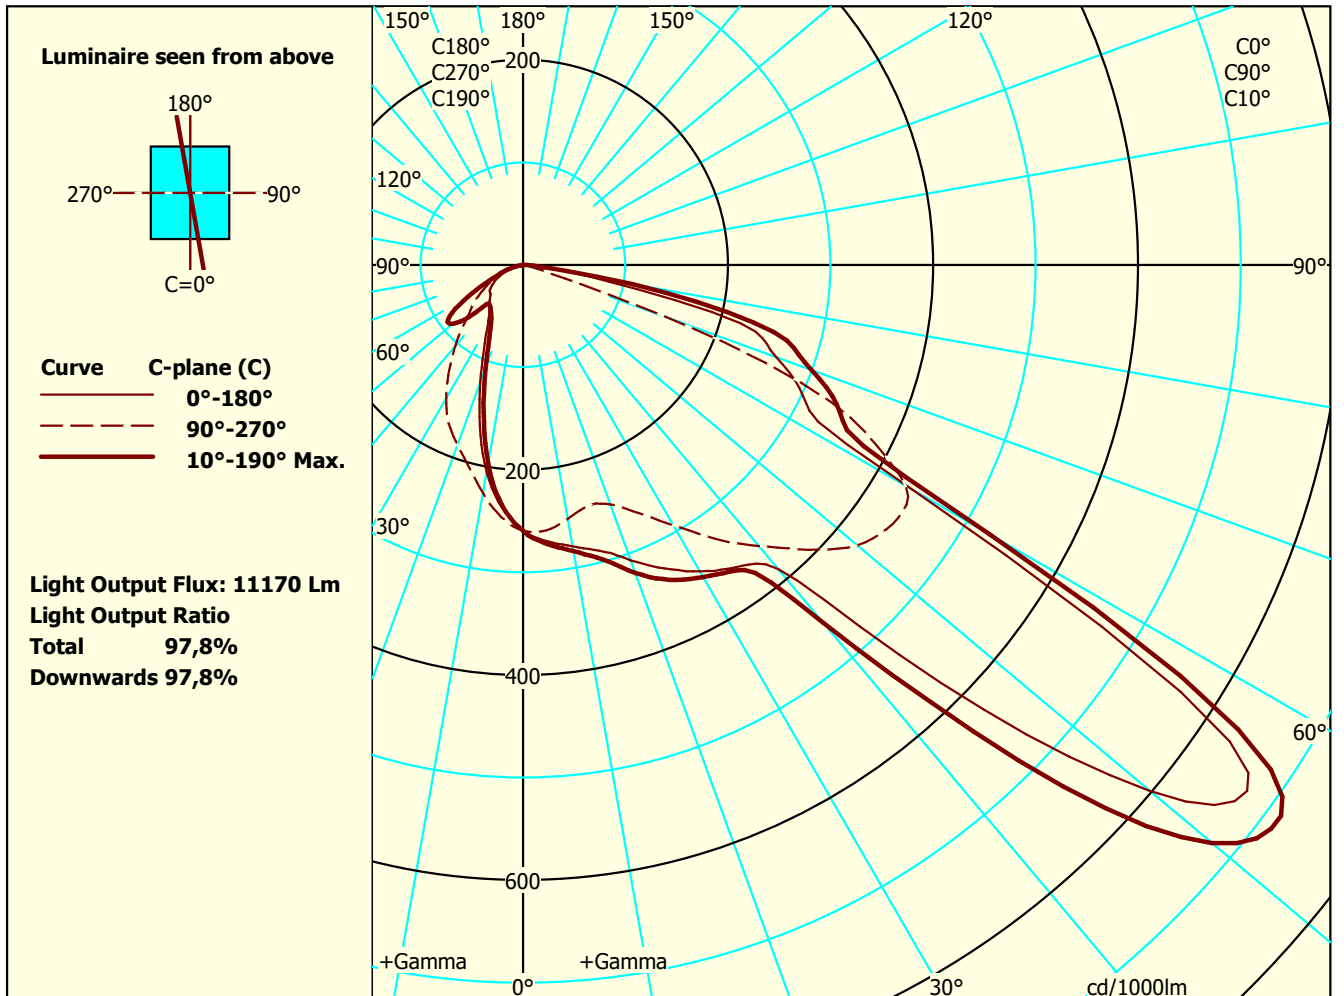 Luminaire seen from above
180°
270°
90°
C=0°
Curve C-plane (C)
0°-180°
90°-270°
10°-190° Max.
Light Output Flux: 11170 Lm
Light Output Ratio
Total 97,8%
Downwards 97,8%
150° 180° 150° 120°
C180°
C270°
C190°
C0°
C90°
C10°
200
120°
90° 90°
60°
200
30°
400
60°
600
+Gamma +Gamma
0° 30° cd/1000lm